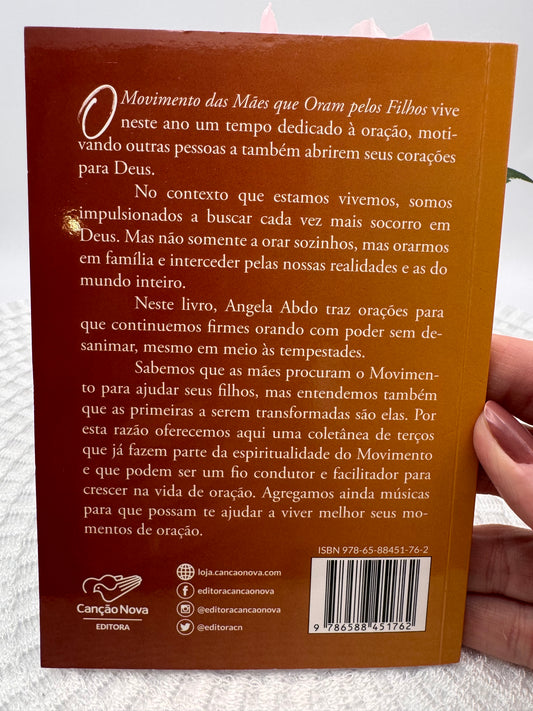 O Movimento das Mães que Oram pelos Filhos vive
neste ano um tempo dedicado à oração, moti-
vando outras pessoas a também abrirem seus corações
para Deus.
No contexto que estamos vivemos, somos
impulsionados a buscar cada vez mais socorro em
Deus. Mas não somente a orar sozinhos, mas orarmos
em família e interceder pelas nossas realidades e as do
mundo inteiro.
Neste livro, Angela Abdo traz orações para
que continuemos firmes orando com poder sem de-
sanimar, mesmo em meio às tempestades.
Sabemos que as mães procuram o Movimen-
to para ajudar seus filhos, mas entendemos também
que as primeiras a serem transformadas são elas. Por
esta razão oferecemos aqui uma coletânea de terços
que já fazem parte da espiritualidade do Movimento
e que podem ser um fio condutor e facilitador para
crescer na vida de oração. Agregamos ainda músicas
para que possam te ajudar a viver melhor seus mo-
mentos de oração.
ISBN 978-65-88451-76-2
Canção Nova
EDITORA
loja.cancaonova.com
editoracancaonova
@editoracancaonova
@editoracn
9 786588 451762